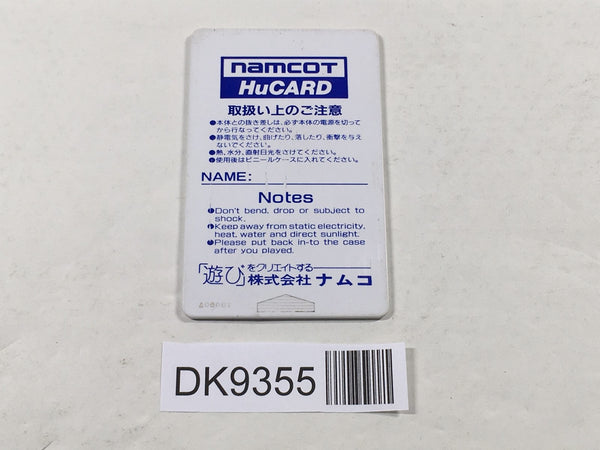 namcoT
HuCARD
取扱い上のご注意
●本体との抜き差しは、必ず本体の電源を切って
から行なってください。
●静電気をさけ、曲げたり、落したり、衝撃を与え
ないでください。
●熱、水分、直射日光をさけてください。
●使用後はビニールケースに入れてください。
NAME:
Notes
●Don't bend, drop or subject to
shock.
●Keep away from static electricity,
heat, water and direct sunlight.
●Please put back in-to the case
after you played.
「遊び」をクリエイトする
株式会社 ナムコ
DK9355